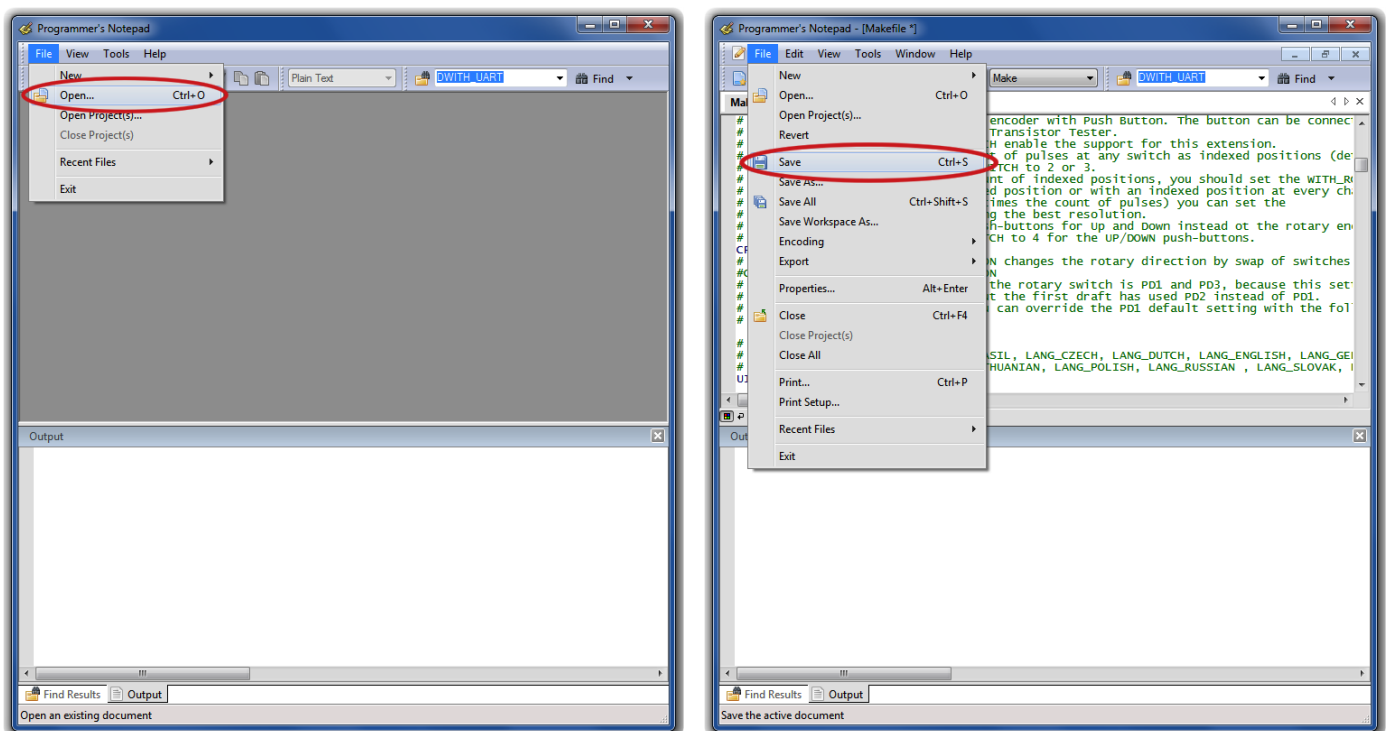 Programmer's Notepad
File View Tools Help
New
Plain Text
DWITH_UART
Find
Open... Ctrl+O
Open Project(s)...
Close Project(s)
Recent Files
Exit
Output
Find Results Output
Open an existing document
Programmer's Notepad - [Makefile *]
File Edit View Tools Window Help
New
Make
DWITH_UART
Find
Open... Ctrl+O
Open Project(s)...
Revert
Save Ctrl+S
Save As...
Save All Ctrl+Shift+S
Save Workspace As...
Encoding
Export
Properties... Alt+Enter
Close Ctrl+F4
Close Project(s)
Close All
Print... Ctrl+P
Print Setup...
Recent Files
Exit
encoder with Push Button. The button can be connec
Transistor Tester.
H enable the support for this extension.
of pulses at any switch as indexed positions (de
TCH to 2 or 3.
nt of indexed positions, you should set the WITH_R
d position or with an indexed position at every ch
times the count of pulses) you can set the
g the best resolution.
h-buttons for Up and Down instead ot the rotary en
CH to 4 for the UP/DOWN push-buttons.
N changes the rotary direction by swap of switches
N
the rotary switch is PD1 and PD3, because this set
t the first draft has used PD2 instead of PD1.
can override the PD1 default setting with the fol
SIL, LANG_CZECH, LANG_DUTCH, LANG_ENGLISH, LANG_GE
HUANIAN, LANG_POLISH, LANG_RUSSIAN , LANG_SLOVAK,
Find Results Output
Save the active document